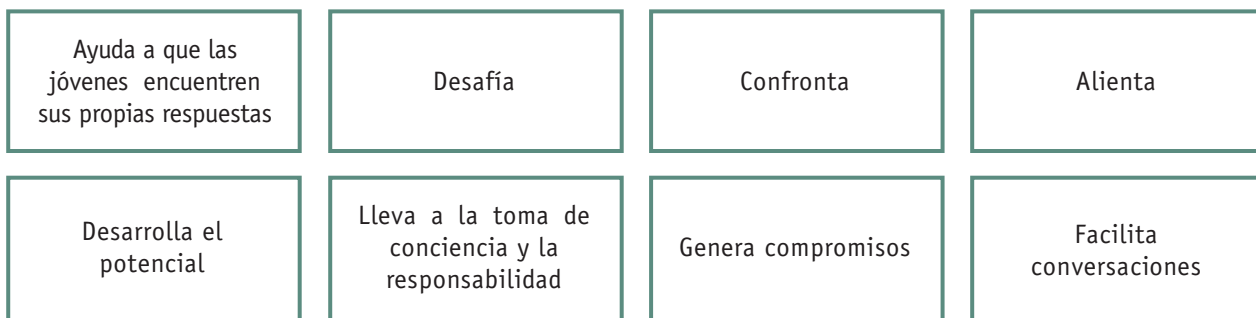 Ayuda a que las
jóvenes encuentren
sus propias respuestas
Desafía
Confronta
Alienta
Desarrolla el
potencial
Lleva a la toma de
conciencia y la
responsabilidad
Genera compromisos
Facilita
conversaciones